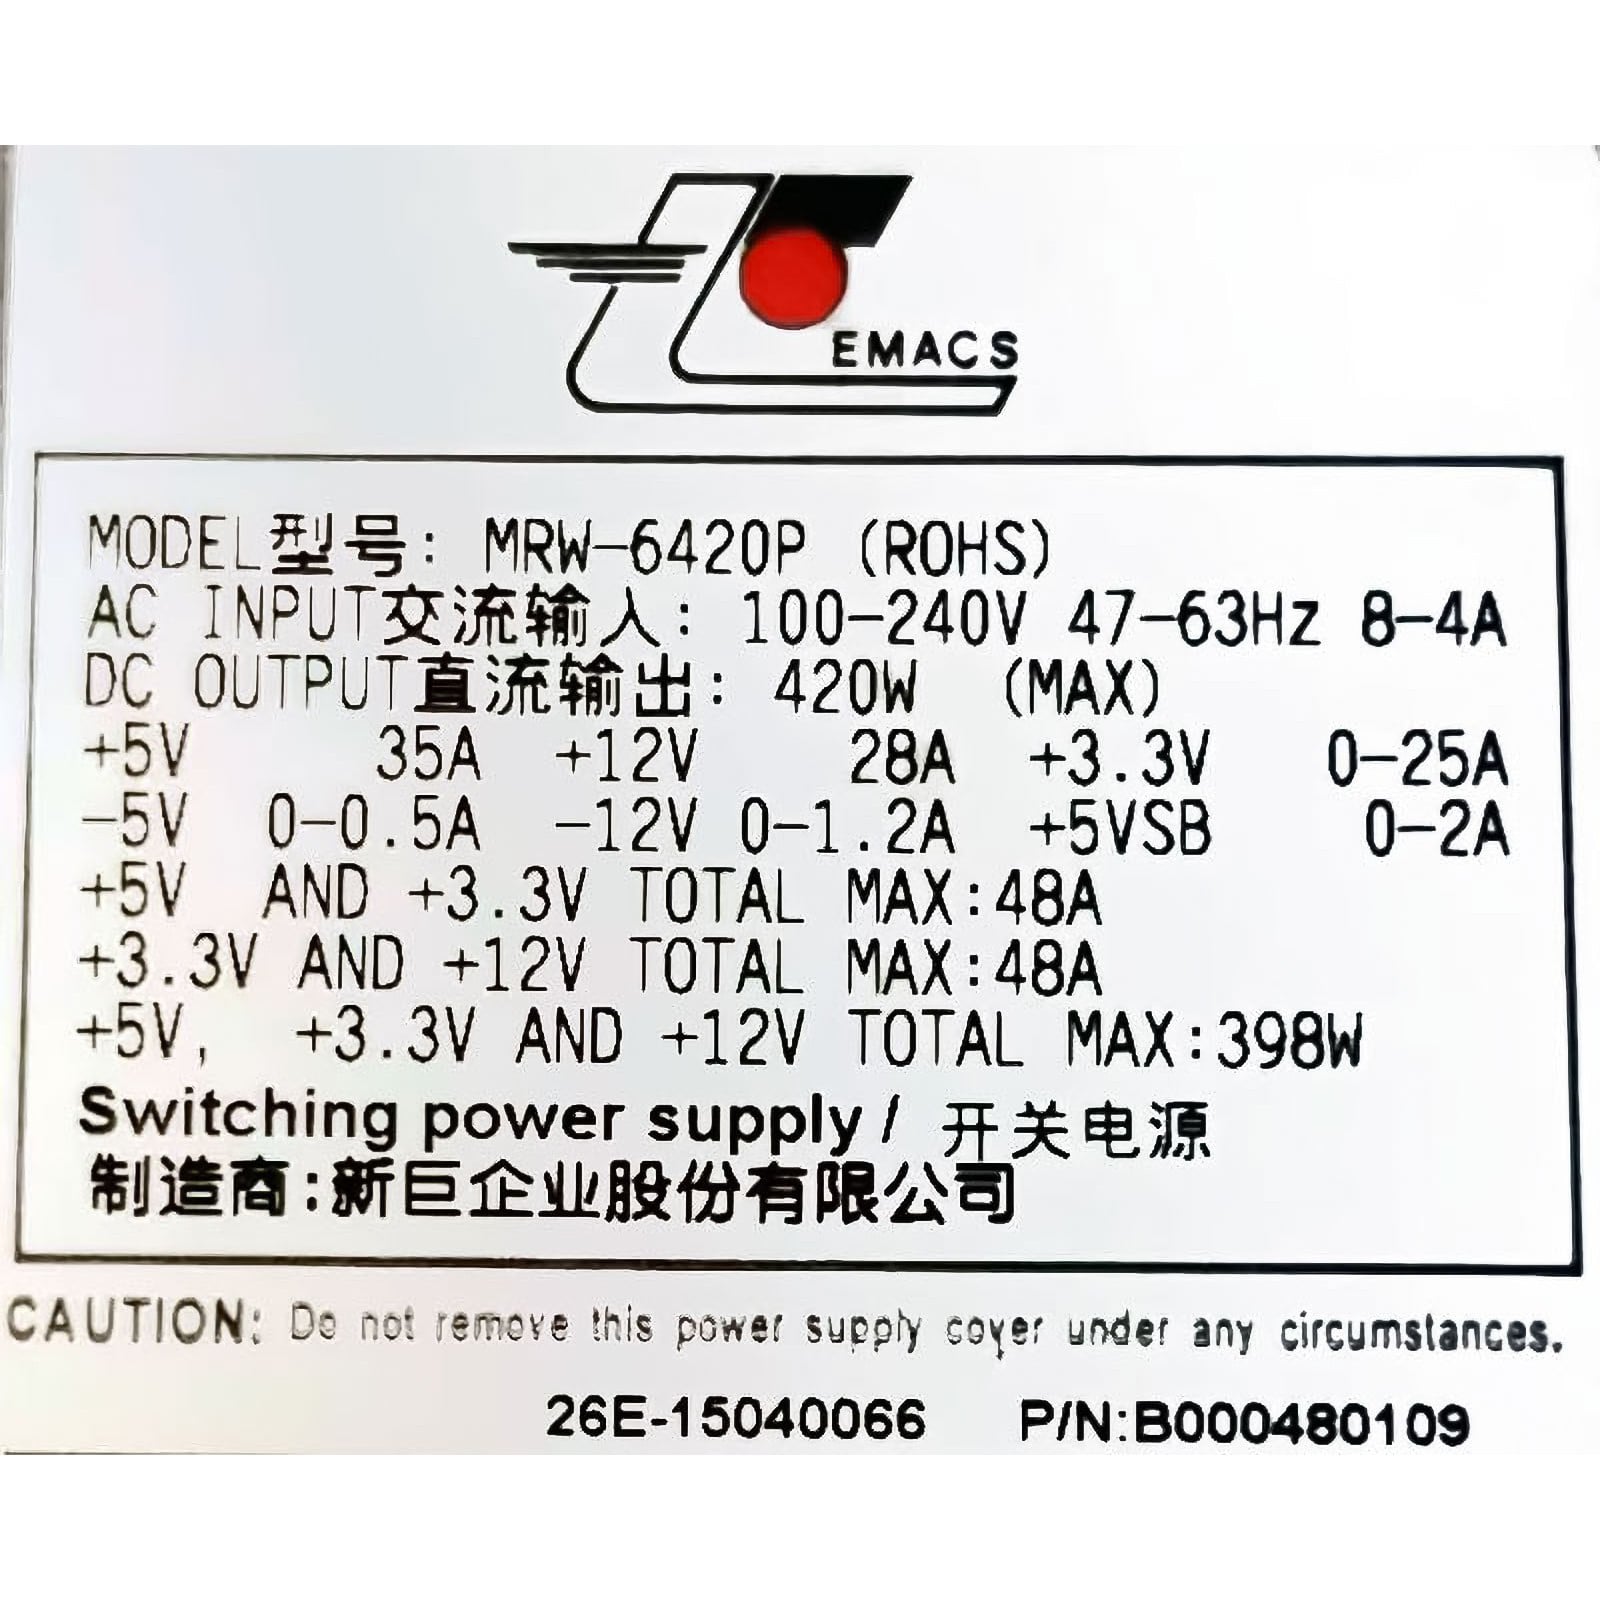 EMACS
MODEL型号: MRW-6420P (ROHS)
AC INPUT交流输入: 100-240V 47-63Hz 8-4A
DC OUTPUT直流输出: 420W (MAX)
+5V 35A +12V 28A +3.3V 0-25A
-5V 0-0.5A -12V 0-1.2A +5VSB 0-2A
+5V AND +3.3V TOTAL MAX:48A
+3.3V AND +12V TOTAL MAX:48A
+5V, +3.3V AND +12V TOTAL MAX:398W
Switching power supply / 开关电源
制造商:新巨企业股份有限公司
CAUTION: Do not remove this power supply cover under any circumstances.
26E-15040066 P/N:B000480109